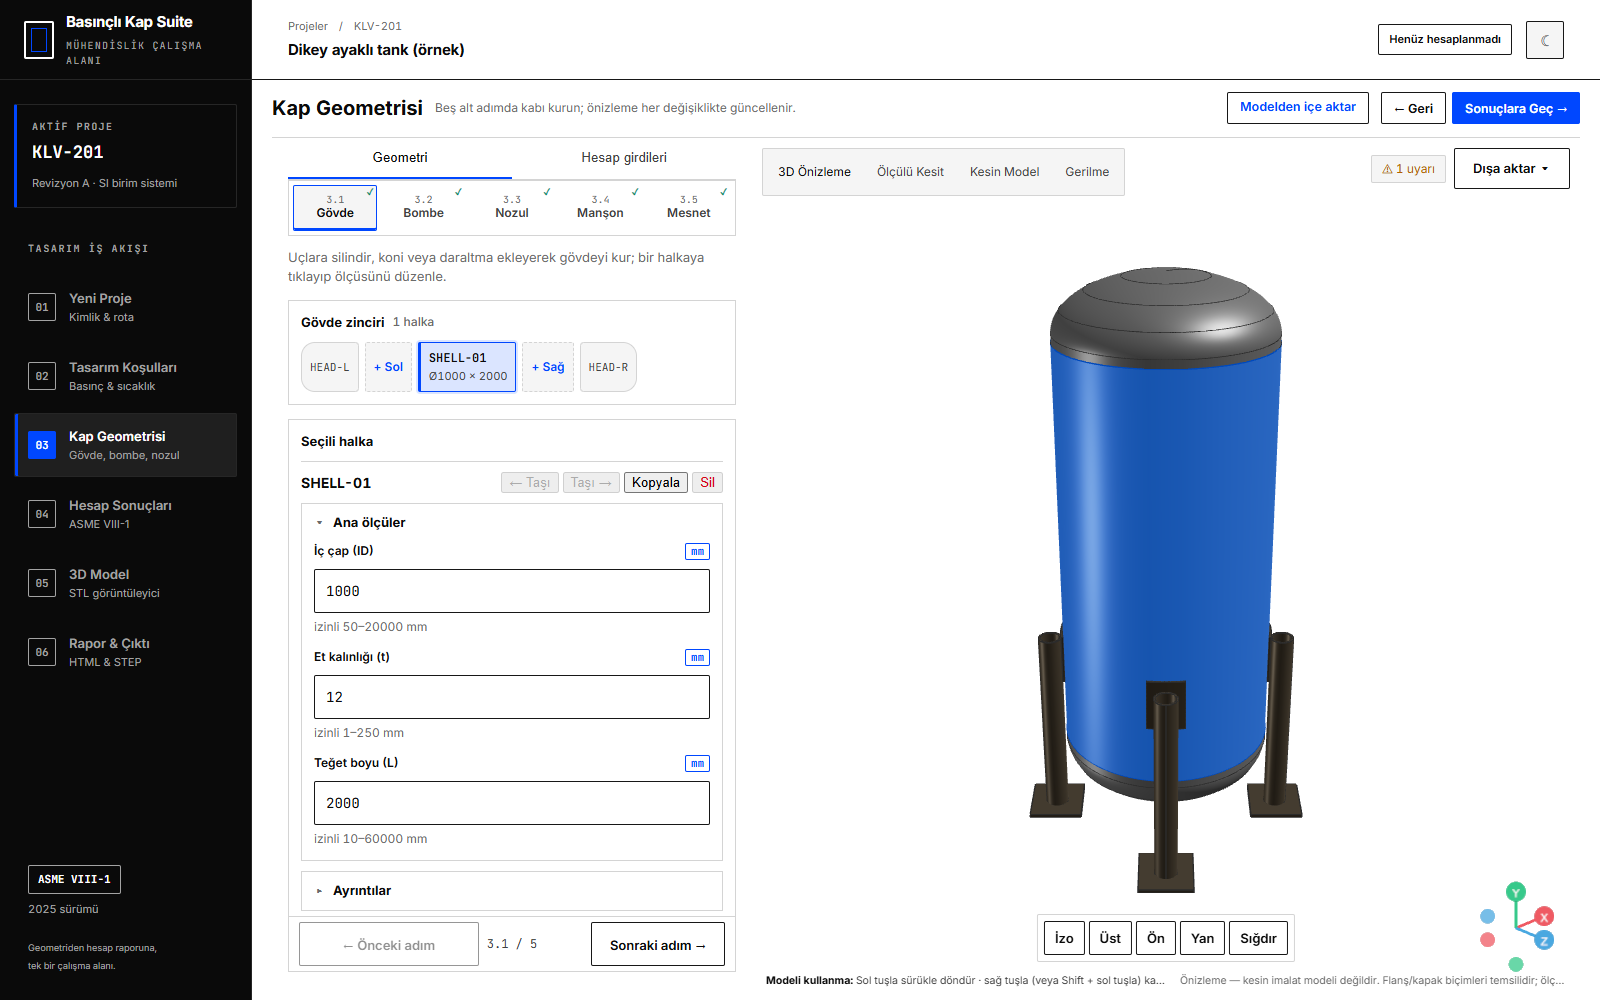 Basınçlı Kap Suite
MÜHENDİSLİK ÇALIŞMA
ALANI
AKTİF PROJE
KLV-201
Revizyon A · SI birim sistemi
TASARIM İŞ AKIŞI
01
Yeni Proje
Kimlik & rota
02
Tasarım Koşulları
Basınç & sıcaklık
03
Kap Geometrisi
Gövde, bombe, nozul
04
Hesap Sonuçları
ASME VIII-1
05
3D Model
STL görüntüleyici
06
Rapor & Çıktı
HTML & STEP
ASME VIII-1
2025 sürümü
Geometriden hesap raporuna,
tek bir çalışma alanı.
Projeler / KLV-201
Dikey ayaklı tank (örnek)
Henüz hesaplanmadı
Kap Geometrisi
Beş alt adımda kabı kurun; önizleme her değişiklikte güncellenir.
Modelden içe aktar
← Geri
Sonuçlara Geç →
Geometri
Hesap girdileri
3.1 ✓
Gövde
3.2 ✓
Bombe
3.3 ✓
Nozul
3.4 ✓
Manşon
3.5 ✓
Mesnet
Uçlara silindir, koni veya daraltma ekleyerek gövdeyi kur; bir halkaya
tıklayıp ölçüsünü düzenle.
Gövde zinciri 1 halka
HEAD-L
+ Sol
SHELL-01
Ø1000 × 2000
+ Sağ
HEAD-R
Seçili halka
SHELL-01
← Taşı
Taşı →
Kopyala
Sil
Ana ölçüler
İç çap (ID) mm
1000
izinli 50–20000 mm
Et kalınlığı (t) mm
12
izinli 1–250 mm
Teğet boyu (L) mm
2000
izinli 10–60000 mm
Ayrıntılar
← Önceki adım
3.1 / 5
Sonraki adım →
3D Önizleme
Ölçülü Kesit
Kesin Model
Gerilme
⚠ 1 uyarı
Dışa aktar
Y
X
Z
İzo
Üst
Ön
Yan
Sığdır
Modeli kullanma: Sol tuşla sürükle döndür · sağ tuşla (veya Shift + sol tuşla) ka...
Önizleme — kesin imalat modeli değildir. Flanş/kapak biçimleri temsilidir; ölç...